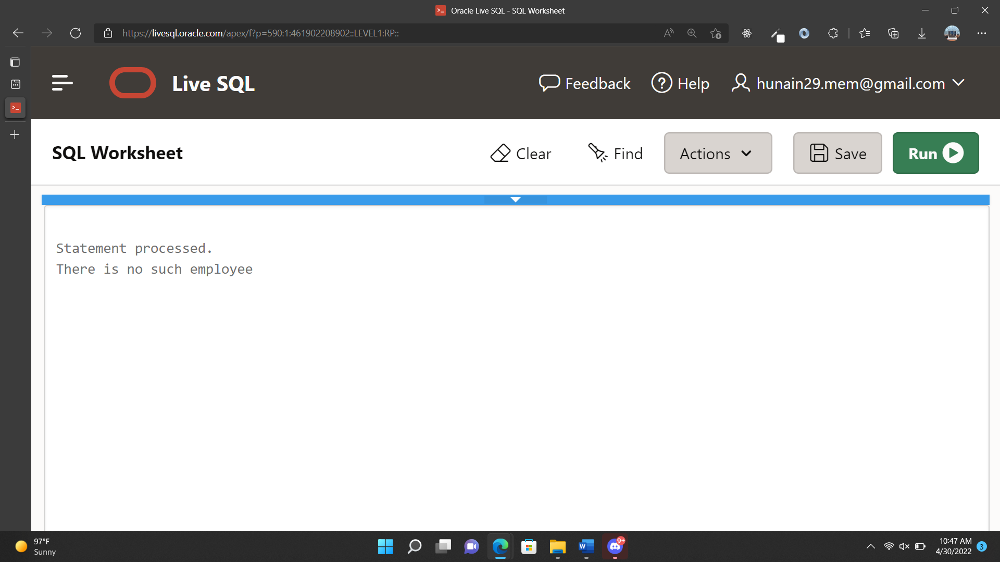 Oracle Live SQL - SQL Worksheet
https://livesql.oracle.com/apex/f?p=590:1:461902208902::LEVEL1:RP::
Live SQL
Feedback
Help
hunain29.mem@gmail.com
SQL Worksheet
Clear
Find
Actions
Save
Run
Statement processed.
There is no such employee
97°F
Sunny
9+
10:47 AM
4/30/2022
3